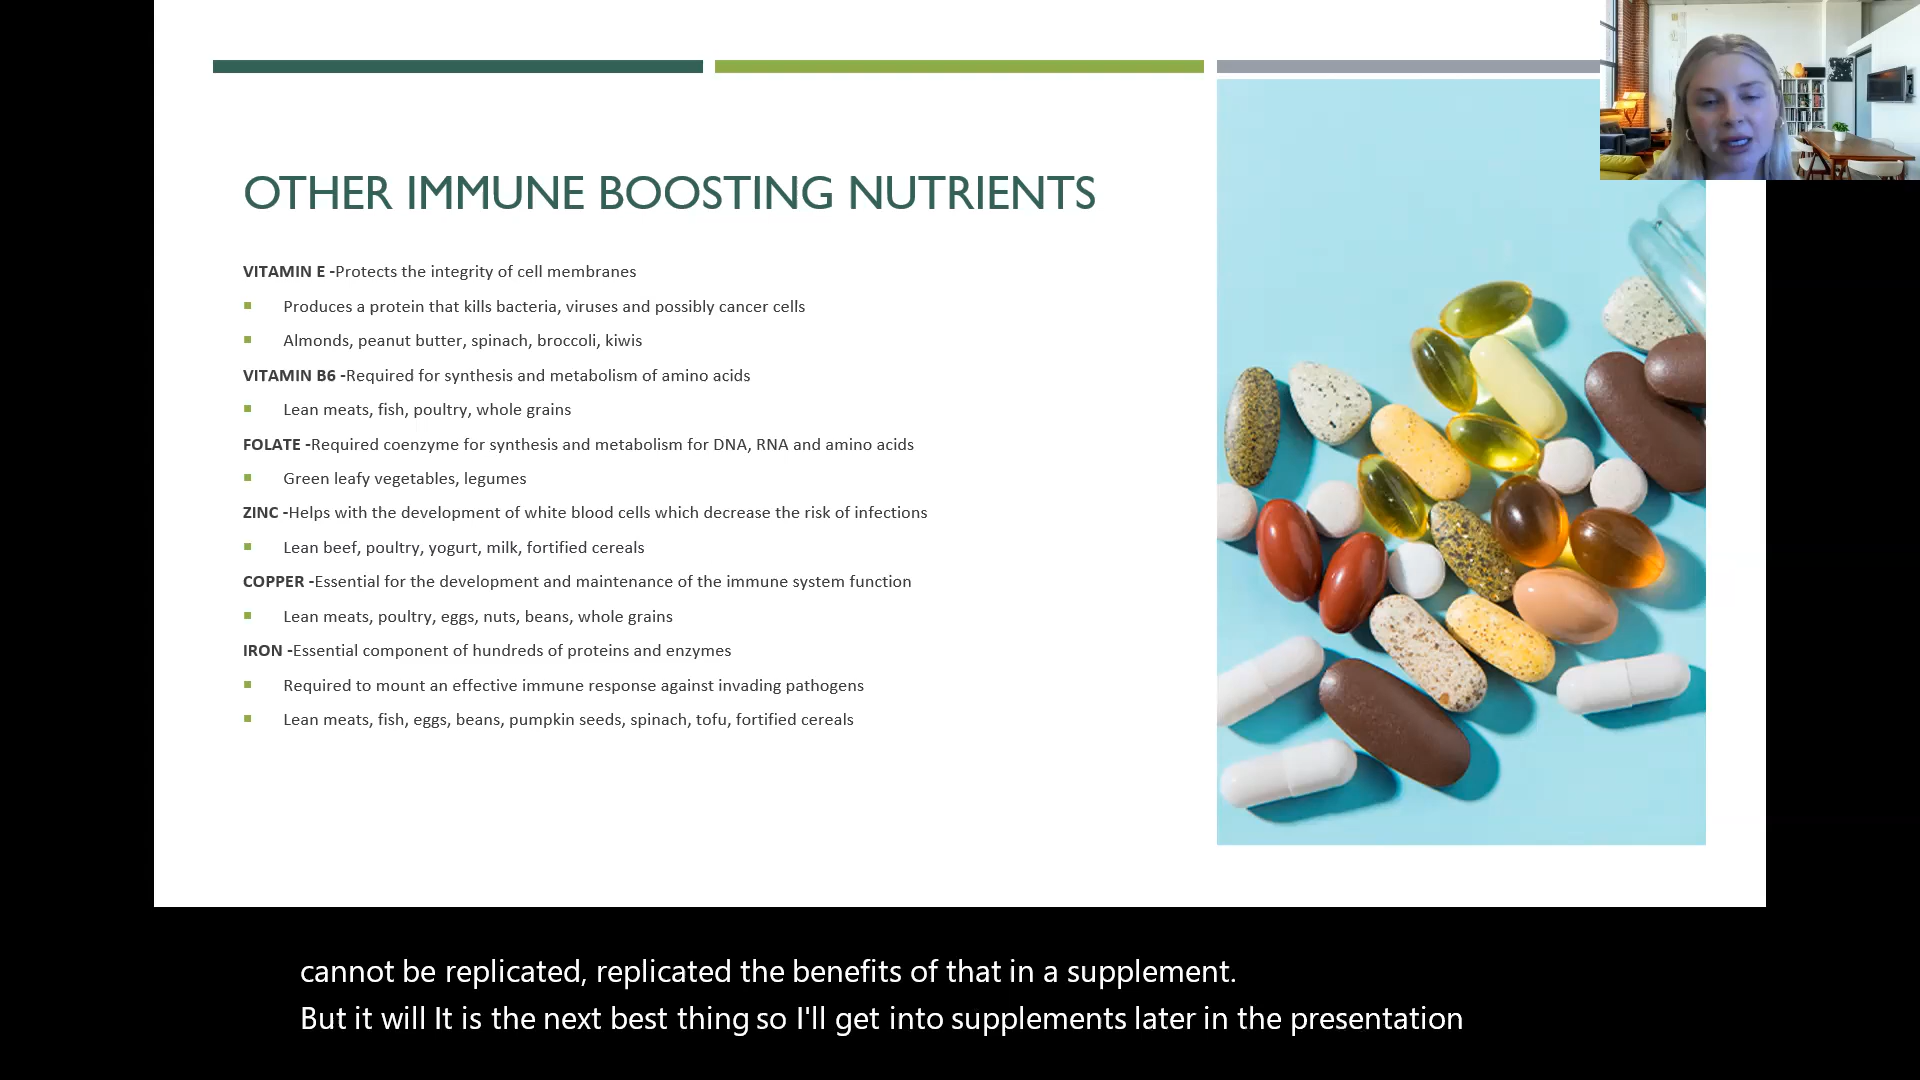 OTHER IMMUNE BOOSTING NUTRIENTS
VITAMIN E -Protects the integrity of cell membranes
Produces a protein that kills bacteria, viruses and possibly cancer cells
Almonds, peanut butter, spinach, broccoli, kiwis
VITAMIN B6 -Required for synthesis and metabolism of amino acids
Lean meats, fish, poultry, whole grains
FOLATE -Required coenzyme for synthesis and metabolism for DNA, RNA and amino acids
Green leafy vegetables, legumes
ZINC -Helps with the development of white blood cells which decrease the risk of infections
Lean beef, poultry, yogurt, milk, fortified cereals
COPPER -Essential for the development and maintenance of the immune system function
Lean meats, poultry, eggs, nuts, beans, whole grains
IRON -Essential component of hundreds of proteins and enzymes
Required to mount an effective immune response against invading pathogens
Lean meats, fish, eggs, beans, pumpkin seeds, spinach, tofu, fortified cereals
cannot be replicated, replicated the benefits of that in a supplement.
But it will It is the next best thing so I'll get into supplements later in the presentation